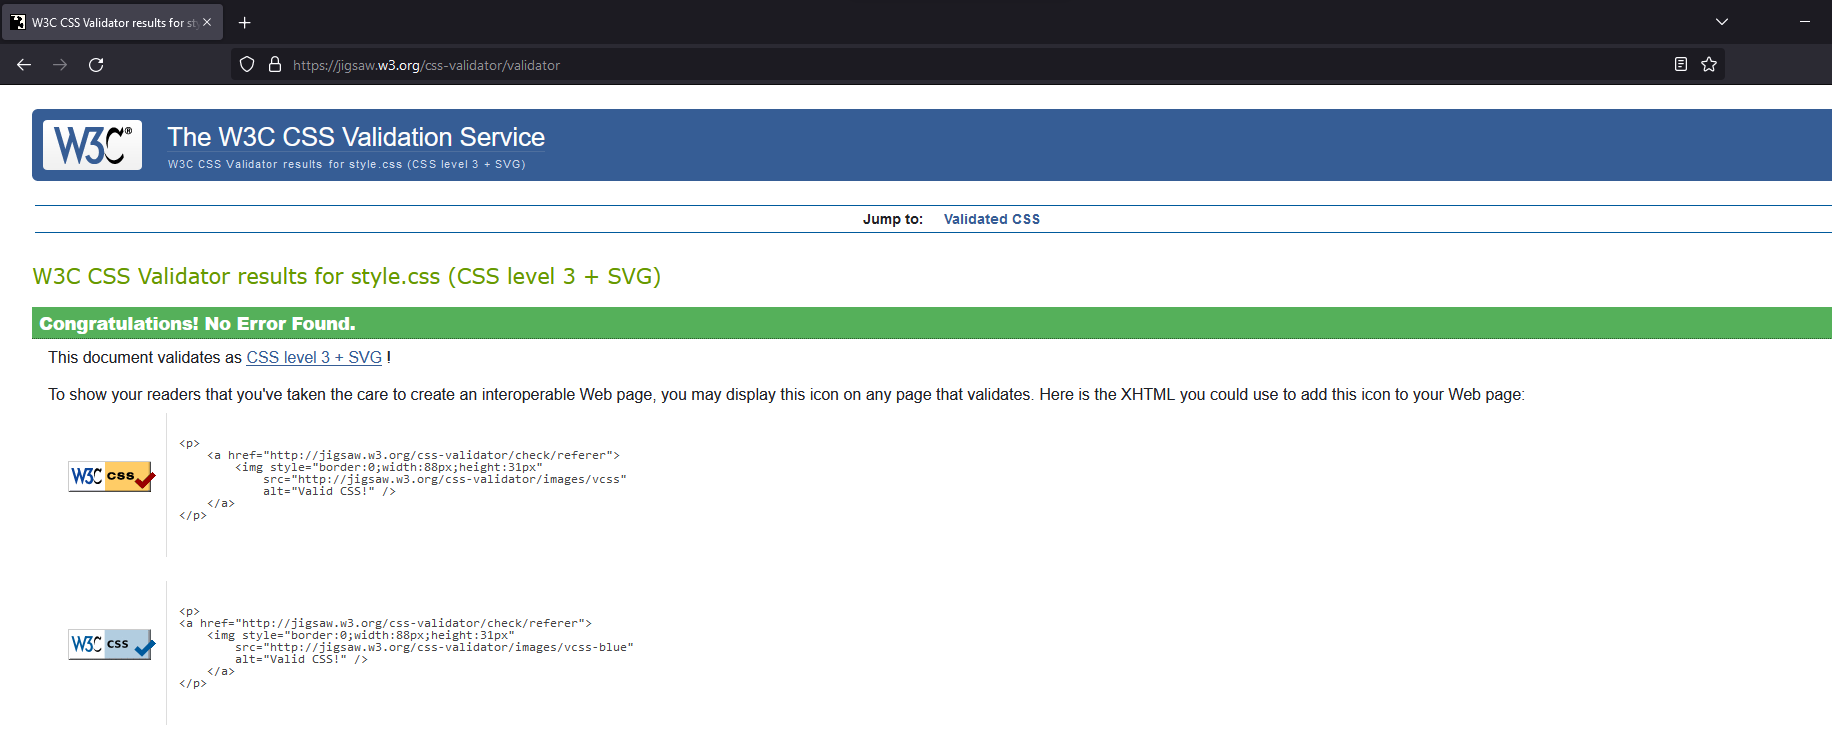 W3C CSS Validator results for st
https://jigsaw.w3.org/css-validator/validator
W3C®
The W3C CSS Validation Service
W3C CSS Validator results for style.css (CSS level 3 + SVG)
Jump to: Validated CSS
W3C CSS Validator results for style.css (CSS level 3 + SVG)
Congratulations! No Error Found.
This document validates as CSS level 3 + SVG !
To show your readers that you've taken the care to create an interoperable Web page, you may display this icon on any page that validates. Here is the XHTML you could use to add this icon to your Web page:
W3C CSS
<p>
<a href="http://jigsaw.w3.org/css-validator/check/referer">
<img style="border:0;width:88px;height:31px"
src="http://jigsaw.w3.org/css-validator/images/vcss"
alt="Valid CSS!" />
</a>
</p>
W3C CSS
<p>
<a href="http://jigsaw.w3.org/css-validator/check/referer">
<img style="border:0;width:88px;height:31px"
src="http://jigsaw.w3.org/css-validator/images/vcss-blue"
alt="Valid CSS!" />
</a>
</p>